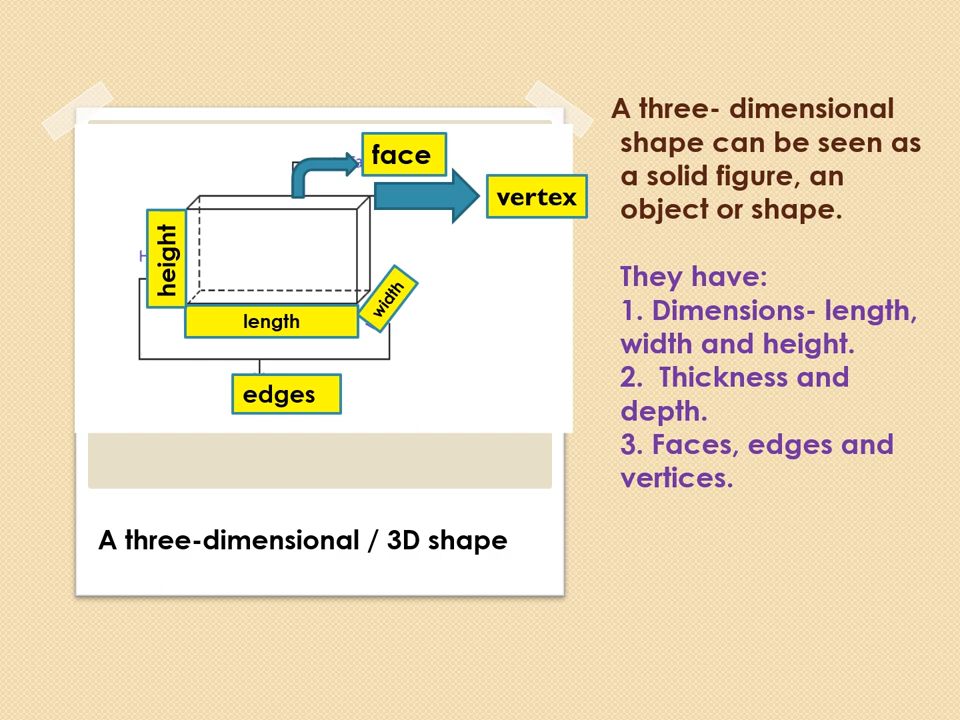 face
vertex
height
width
length
edges
A three-dimensional / 3D shape
A three- dimensional
shape can be seen as
a solid figure, an
object or shape.
They have:
1. Dimensions- length,
width and height.
2.  Thickness and
depth.
3. Faces, edges and
vertices.